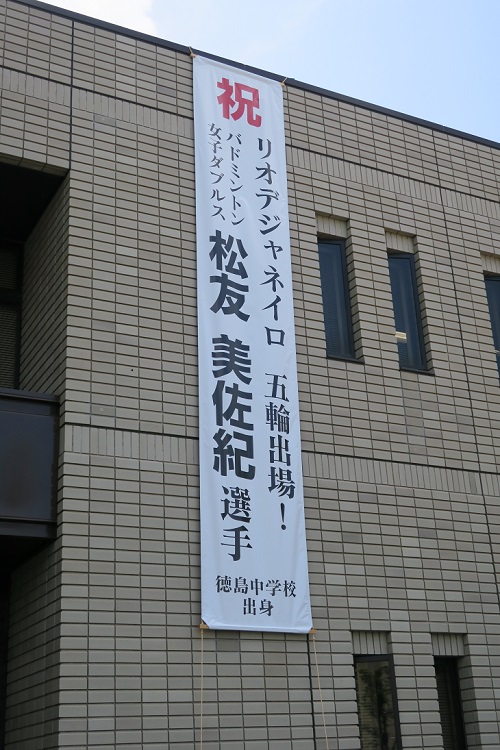 祝
リオデジャネイロ 五輪出場!
バドミントン
女子ダブルス
松友 美佐紀選手
徳島中学校
出身